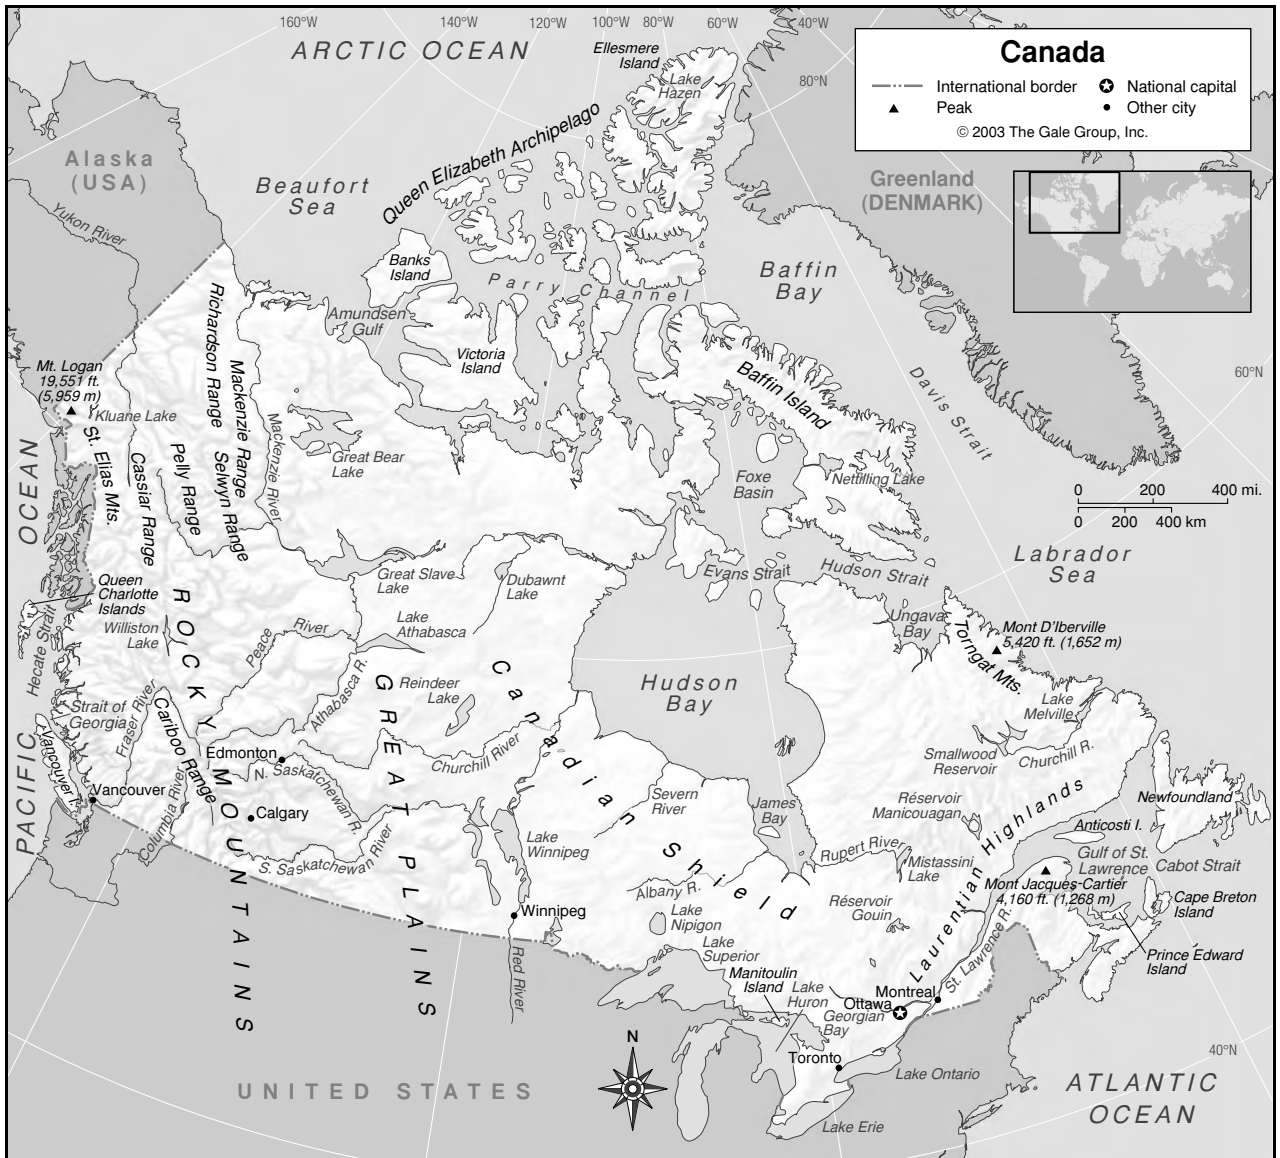 160°W
140°W
120°W
100°W
80°W
60°W
40°W
ARCTIC OCEAN
Ellesmere
Island
Lake
Hazen
80°N
Canada
International border
National capital
Peak
Other city
© 2003 The Gale Group, Inc.
Alaska
(USA)
Yukon River
Beaufort
Sea
Queen Elizabeth Archipelago
Greenland
(DENMARK)
Banks
Island
Parry Channel
Baffin
Bay
Amundsen
Gulf
Victoria
Island
Baffin Island
Davis Strait
60°N
Mt. Logan
19,551 ft.
(5,959 m)
Kluane Lake
St. Elias Mts.
Richardson Range
Mackenzie Range
Selwyn Range
Pelly Range
Cassiar Range
Mackenzie River
Great Bear
Lake
Foxe
Basin
Nettilling Lake
0 200 400 mi.
0 200 400 km
PACIFIC OCEAN
Labrador
Sea
Evans Strait
Hudson Strait
Great Slave
Lake
Dubawnt
Lake
Queen
Charlotte
Islands
Hecate Strait
Williston
Lake
ROCKY MOUNTAINS
Peace River
Lake
Athabasca
Athabasca R.
Ungava
Bay
Torngat Mts.
Mont D'Iberville
5,420 ft. (1,652 m)
Hudson
Bay
Canadian Shield
GREAT PLAINS
Reindeer
Lake
Lake
Melville
Strait of
Georgia
Fraser River
Cariboo Range
Vancouver I.
Vancouver
Columbia River
Edmonton
N. Saskatchewan R.
Calgary
S. Saskatchewan River
Churchill River
Severn
River
James
Bay
Smallwood
Reservoir
Churchill R.
Réservoir
Manicouagan
Newfoundland
Anticosti I.
Lake
Winnipeg
Rupert River
Mistassini
Lake
Laurentian Highlands
Gulf of St.
Lawrence
Cabot Strait
Mont Jacques-Cartier
4,160 ft. (1,268 m)
Cape Breton
Island
Albany R.
Winnipeg
Lake
Nipigon
Réservoir
Gouin
Lake
Superior
St. Lawrence R.
Prince Edward
Island
Red River
Manitoulin
Island
Lake
Huron
Georgian
Bay
Montreal
Ottawa
N
Toronto
Lake Ontario
Lake Erie
40°N
UNITED STATES
ATLANTIC
OCEAN